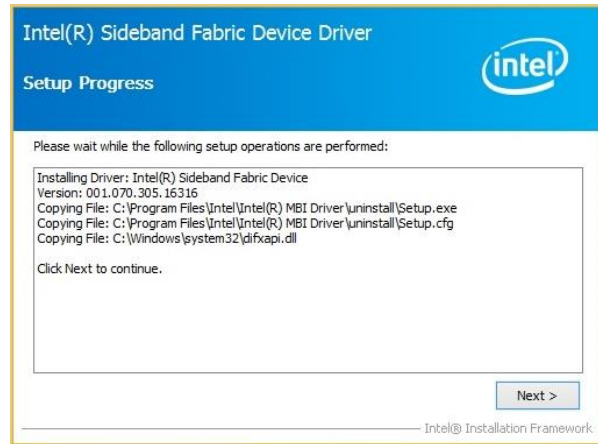 Intel(R) Sideband Fabric Device Driver
Setup Progress
intel
Please wait while the following setup operations are performed:
Installing Driver: Intel(R) Sideband Fabric Device
Version: 001.070.305.16316
Copying File: C:\Program Files\Intel\Intel(R) MBI Driver\uninstall\Setup.exe
Copying File: C:\Program Files\Intel\Intel(R) MBI Driver\uninstall\Setup.cfg
Copying File: C:\Windows\system32\difxapi.dll
Click Next to continue.
Next >
Intel® Installation Framework